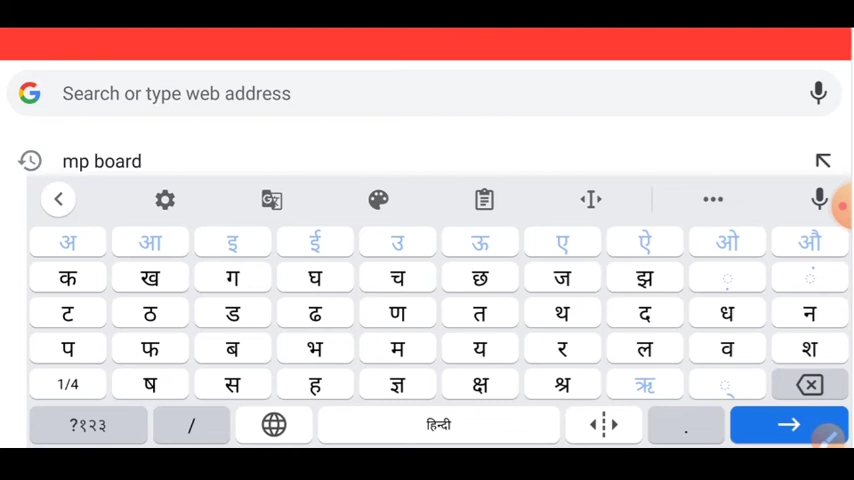 Search or type web address
mp board
अ आ इ ई उ ऊ ए ऐ ओ औ
क ख ग घ च छ ज झ ़ ं
ट ठ ड ढ ण त थ द ध न
प फ ब भ म य र ल व श
1/4 ष स ह ज्ञ क्ष श्र ऋ ्
?१२३ / हिन्दी .